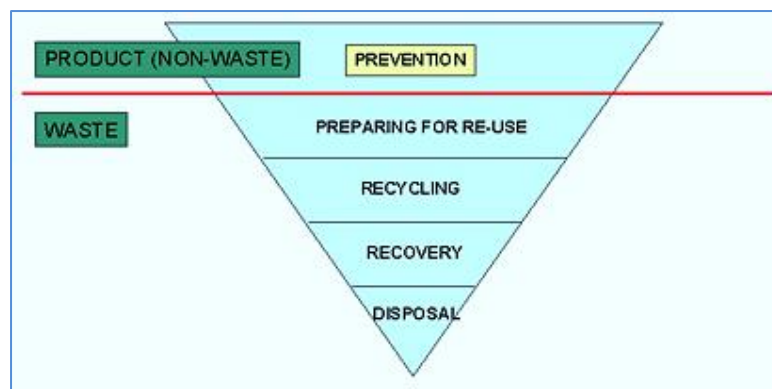 PRODUCT (NON-WASTE)
PREVENTION
WASTE
PREPARING FOR RE-USE
RECYCLING
RECOVERY
DISPOSAL